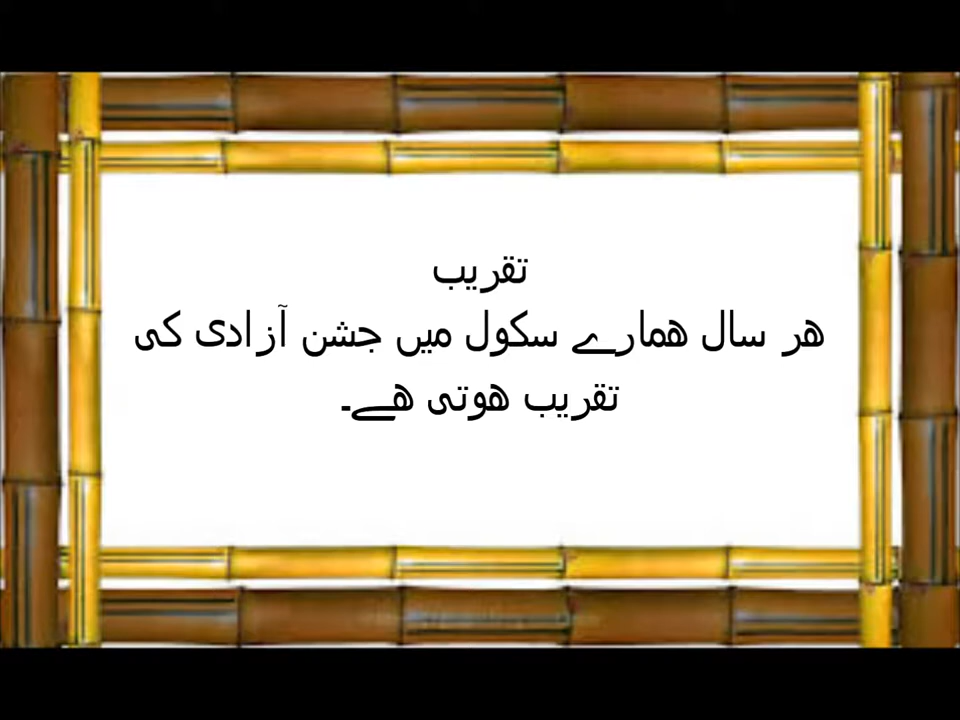 تقریب
ھر سال ھمارے سکول میں جشن آزادی کی
تقریب ھوتی ھے۔